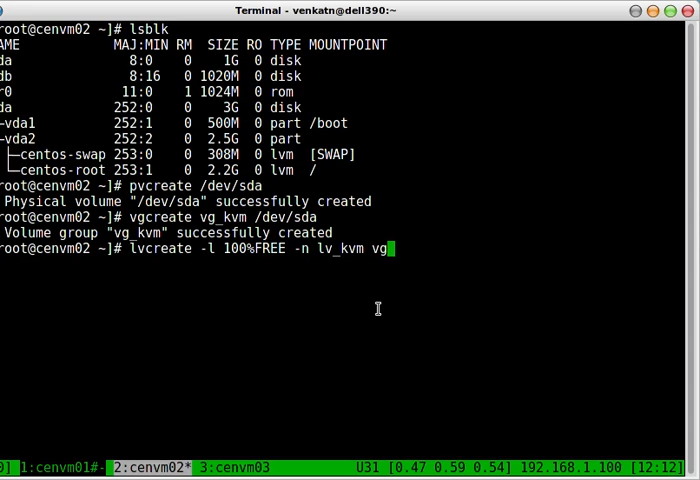 Terminal - venkatn@dell390:~
root@cenvm02 ~]# lsblk
AME MAJ:MIN RM SIZE RO TYPE MOUNTPOINT
da 8:0 0 1G 0 disk
db 8:16 0 1020M 0 disk
r0 11:0 1 1024M 0 rom
da 252:0 0 3G 0 disk
-vda1 252:1 0 500M 0 part /boot
-vda2 252:2 0 2.5G 0 part
├─centos-swap 253:0 0 308M 0 lvm [SWAP]
└─centos-root 253:1 0 2.2G 0 lvm /
root@cenvm02 ~]# pvcreate /dev/sda
Physical volume "/dev/sda" successfully created
root@cenvm02 ~]# vgcreate vg_kvm /dev/sda
Volume group "vg_kvm" successfully created
root@cenvm02 ~]# lvcreate -l 100%FREE -n lv_kvm vg
0] 1:cenvm01#- 2:cenvm02* 3:cenvm03 U31 [0.47 0.59 0.54] 192.168.1.100 [12:12]